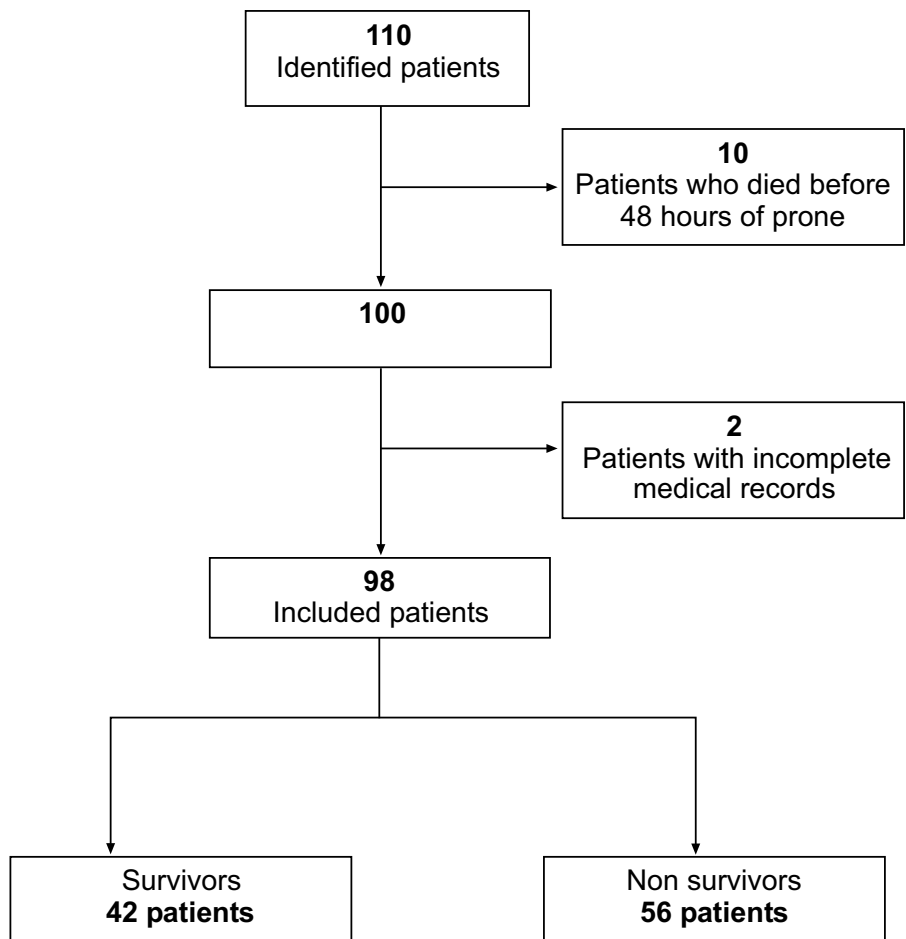 110
Identified patients
10
Patients who died before
48 hours of prone
100
2
Patients with incomplete
medical records
98
Included patients
Survivors
42 patients
Non survivors
56 patients